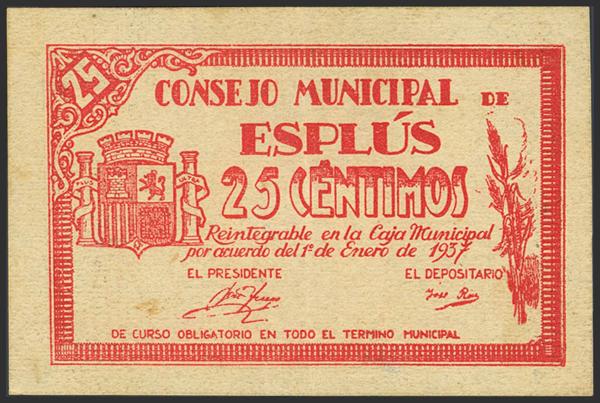 25
CONSEJO MUNICIPAL DE
ESPLÚS
25 CÉNTIMOS
Reintegrable en la Caja Municipal
por acuerdo del 1º de Enero de 1937
EL PRESIDENTE EL DEPOSITARIO
José
DE CURSO OBLIGATORIO EN TODO EL TERMINO MUNICIPAL